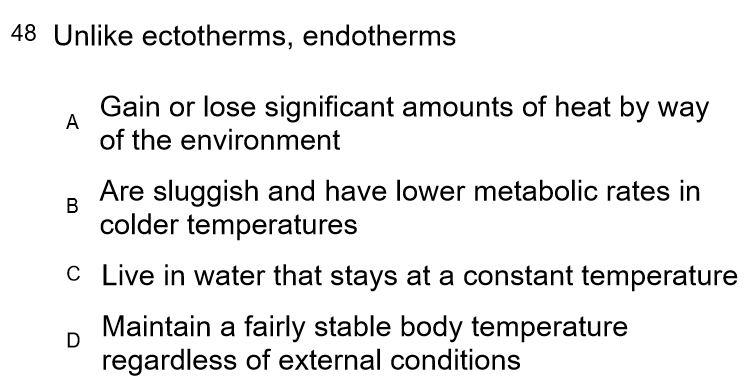 48 Unlike ectotherms, endotherms
A Gain or lose significant amounts of heat by way
of the environment
B Are sluggish and have lower metabolic rates in
colder temperatures
C Live in water that stays at a constant temperature
D Maintain a fairly stable body temperature
regardless of external conditions